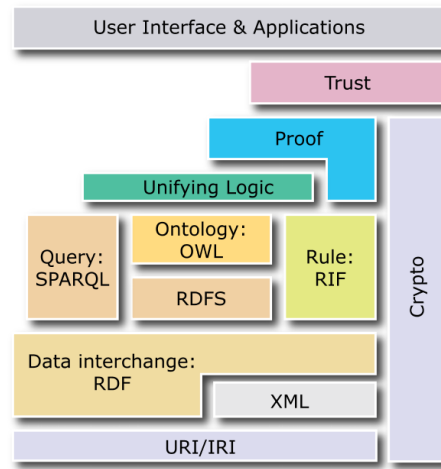 User Interface & Applications
Trust
Proof
Unifying Logic
Query:
SPARQL
Ontology:
OWL
RDFS
Rule:
RIF
Crypto
Data interchange:
RDF
XML
URI/IRI